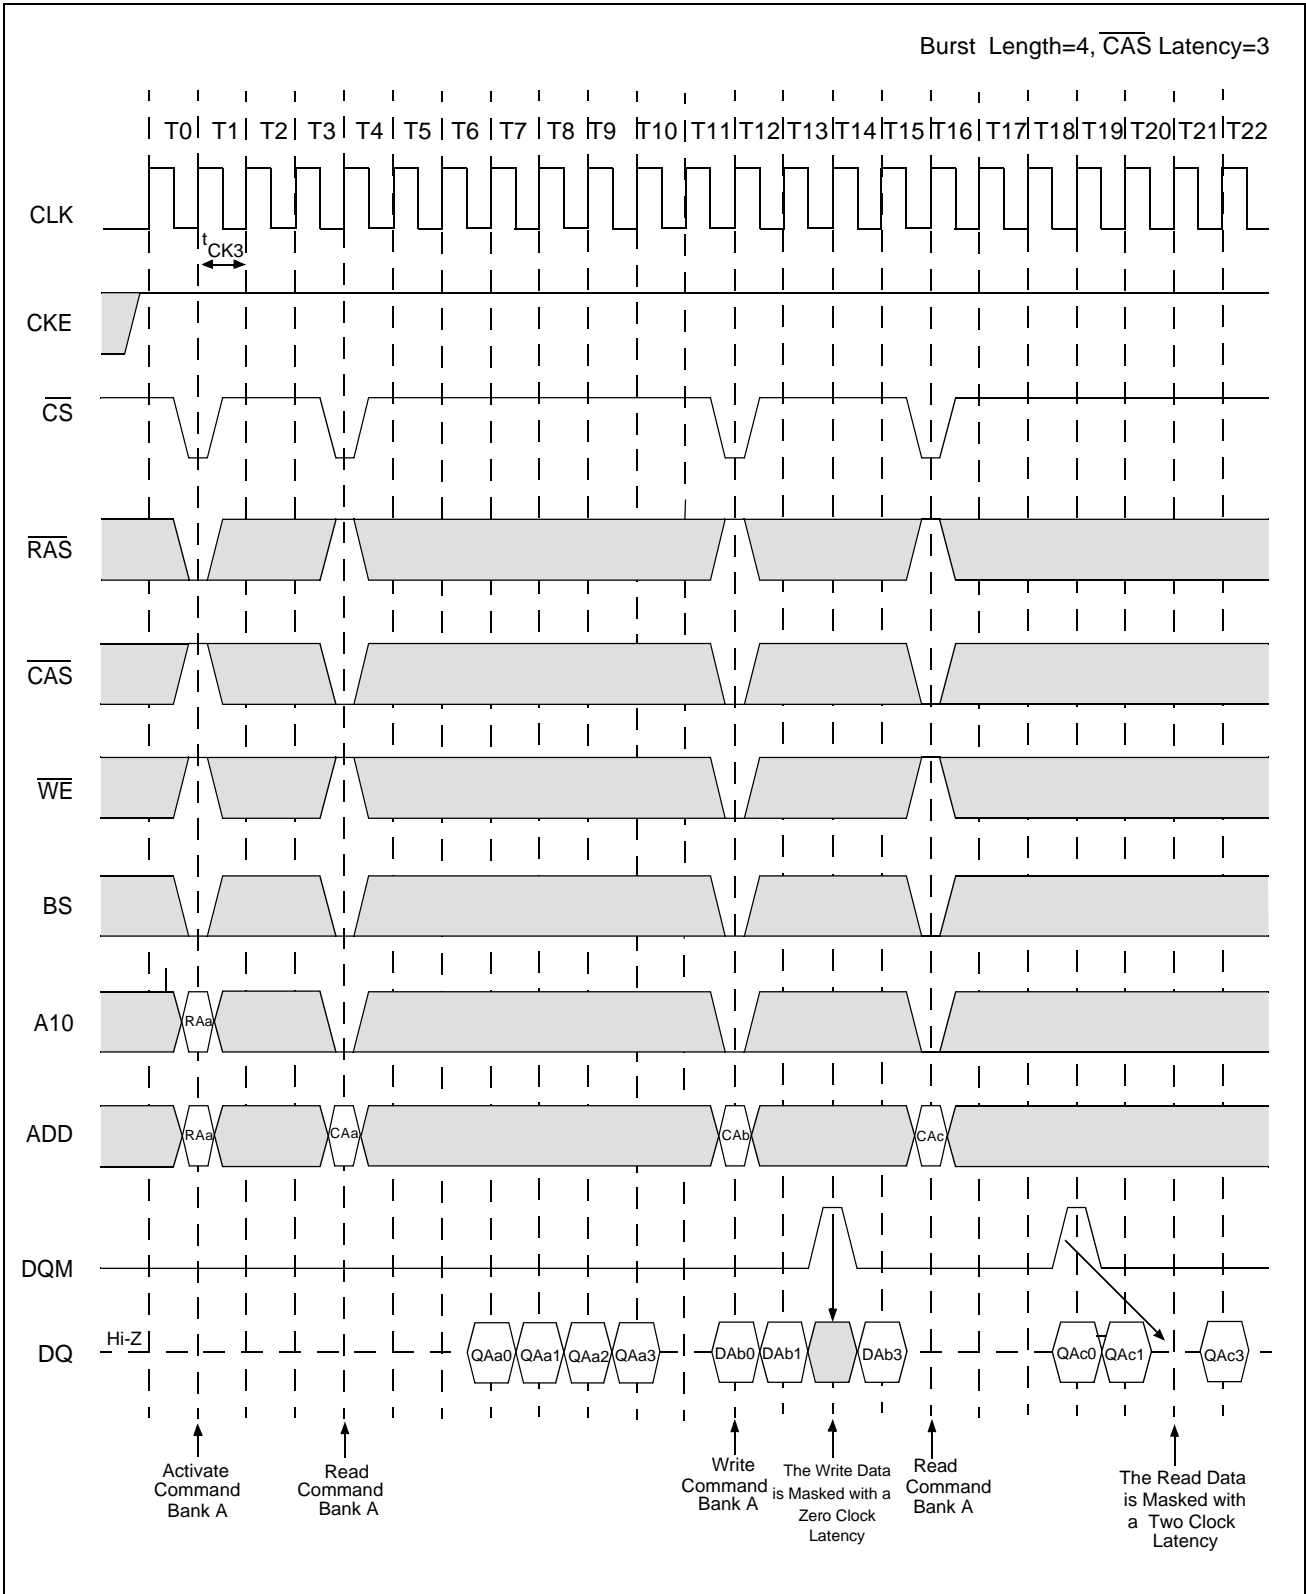 Burst Length=4, CAS Latency=3
T0 T1 T2 T3 T4 T5 T6 T7 T8 T9 T10 T11 T12 T13 T14 T15 T16 T17 T18 T19 T20 T21 T22
CLK
tCK3
CKE
CS
RAS
CAS
WE
BS
A10
RAa
ADD
RAa CAa CAb CAc
DQM
DQ
Hi-Z
QAa0 QAa1 QAa2 QAa3 DAb0 DAb1 DAb3 QAc0 QAc1 QAc3
Activate
Command
Bank A
Read
Command
Bank A
Write
Command
Bank A
The Write Data
is Masked with a
Zero Clock
Latency
Read
Command
Bank A
The Read Data
is Masked with
a Two Clock
Latency